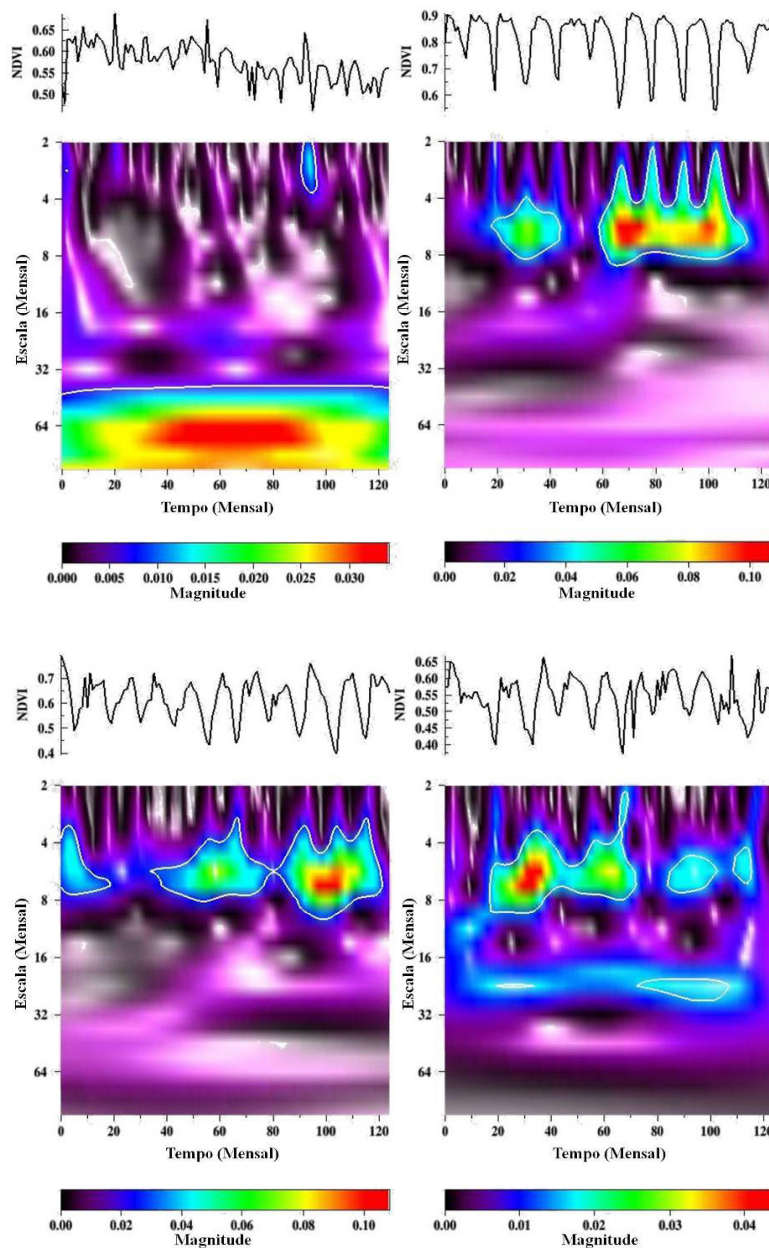 NDVI
0.65
0.60
0.55
0.50
2
4
8
16
32
64
Escala (Mensal)
0 20 40 60 80 100 120
Tempo (Mensal)
0.000 0.005 0.010 0.015 0.020 0.025 0.030
Magnitude
NDVI
0.9
0.8
0.7
0.6
2
4
8
16
32
64
Escala (Mensal)
0 20 40 60 80 100 120
Tempo (Mensal)
0.00 0.02 0.04 0.06 0.08 0.10
Magnitude
NDVI
0.7
0.6
0.5
0.4
2
4
8
16
32
64
Escala (Mensal)
0 20 40 60 80 100 120
Tempo (Mensal)
0.00 0.02 0.04 0.06 0.08 0.10
Magnitude
NDVI
0.65
0.60
0.55
0.50
0.45
0.40
2
4
8
16
32
64
Escala (Mensal)
0 20 40 60 80 100 120
Tempo (Mensal)
0.00 0.01 0.02 0.03 0.04
Magnitude